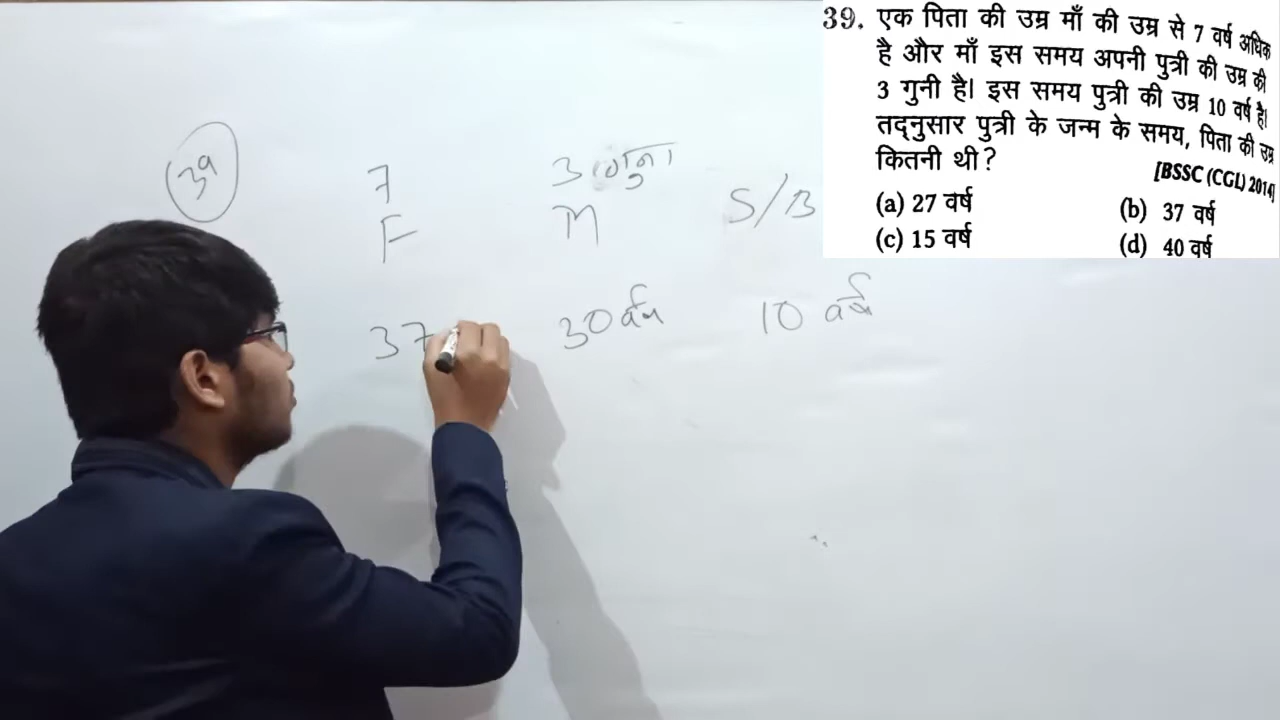 39. एक पिता की उम्र माँ की उम्र से 7 वर्ष अधिक
है और माँ इस समय अपनी पुत्री की उम्र की
3 गुनी है। इस समय पुत्री की उम्र 10 वर्ष है।
तद्नुसार पुत्री के जन्म के समय, पिता की उम्र
कितनी थी?
[BSSC (CGL) 2014]
(a) 27 वर्ष (b) 37 वर्ष
(c) 15 वर्ष (d) 40 वर्ष
39
7 3 गुना
F M S/B
37 30 वर्ष 10 वर्ष